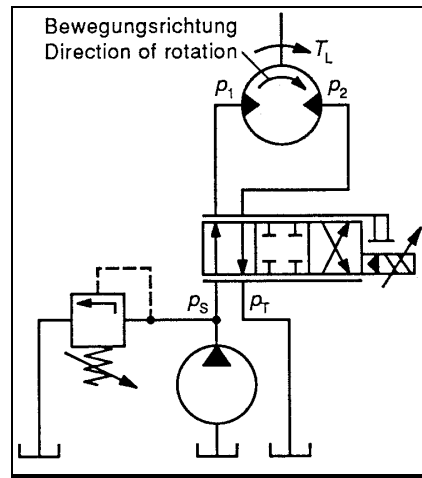 Bewegungsrichtung
Direction of rotation
T_L
p_1
p_2
p_S
p_T